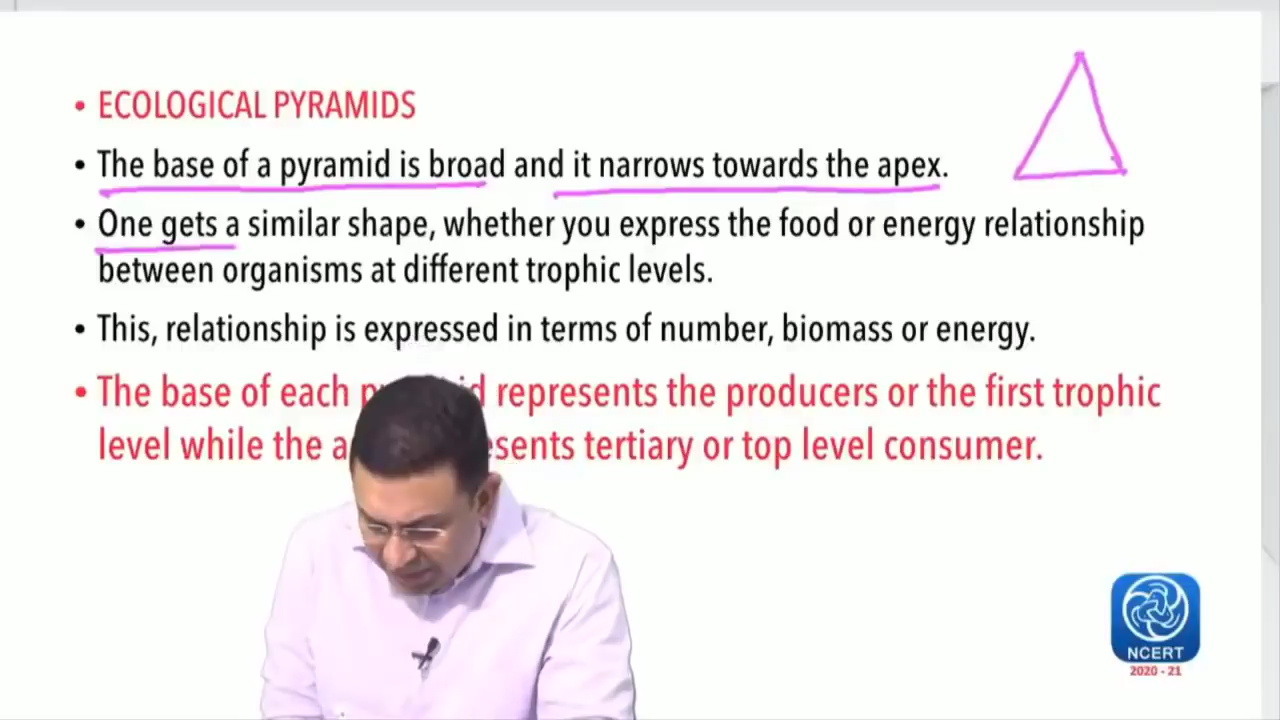 • ECOLOGICAL PYRAMIDS
• The base of a pyramid is broad and it narrows towards the apex.
• One gets a similar shape, whether you express the food or energy relationship
between organisms at different trophic levels.
• This, relationship is expressed in terms of number, biomass or energy.
• The base of each represents the producers or the first trophic
level while the tertiary or top level consumer.
NCERT
2020 - 21